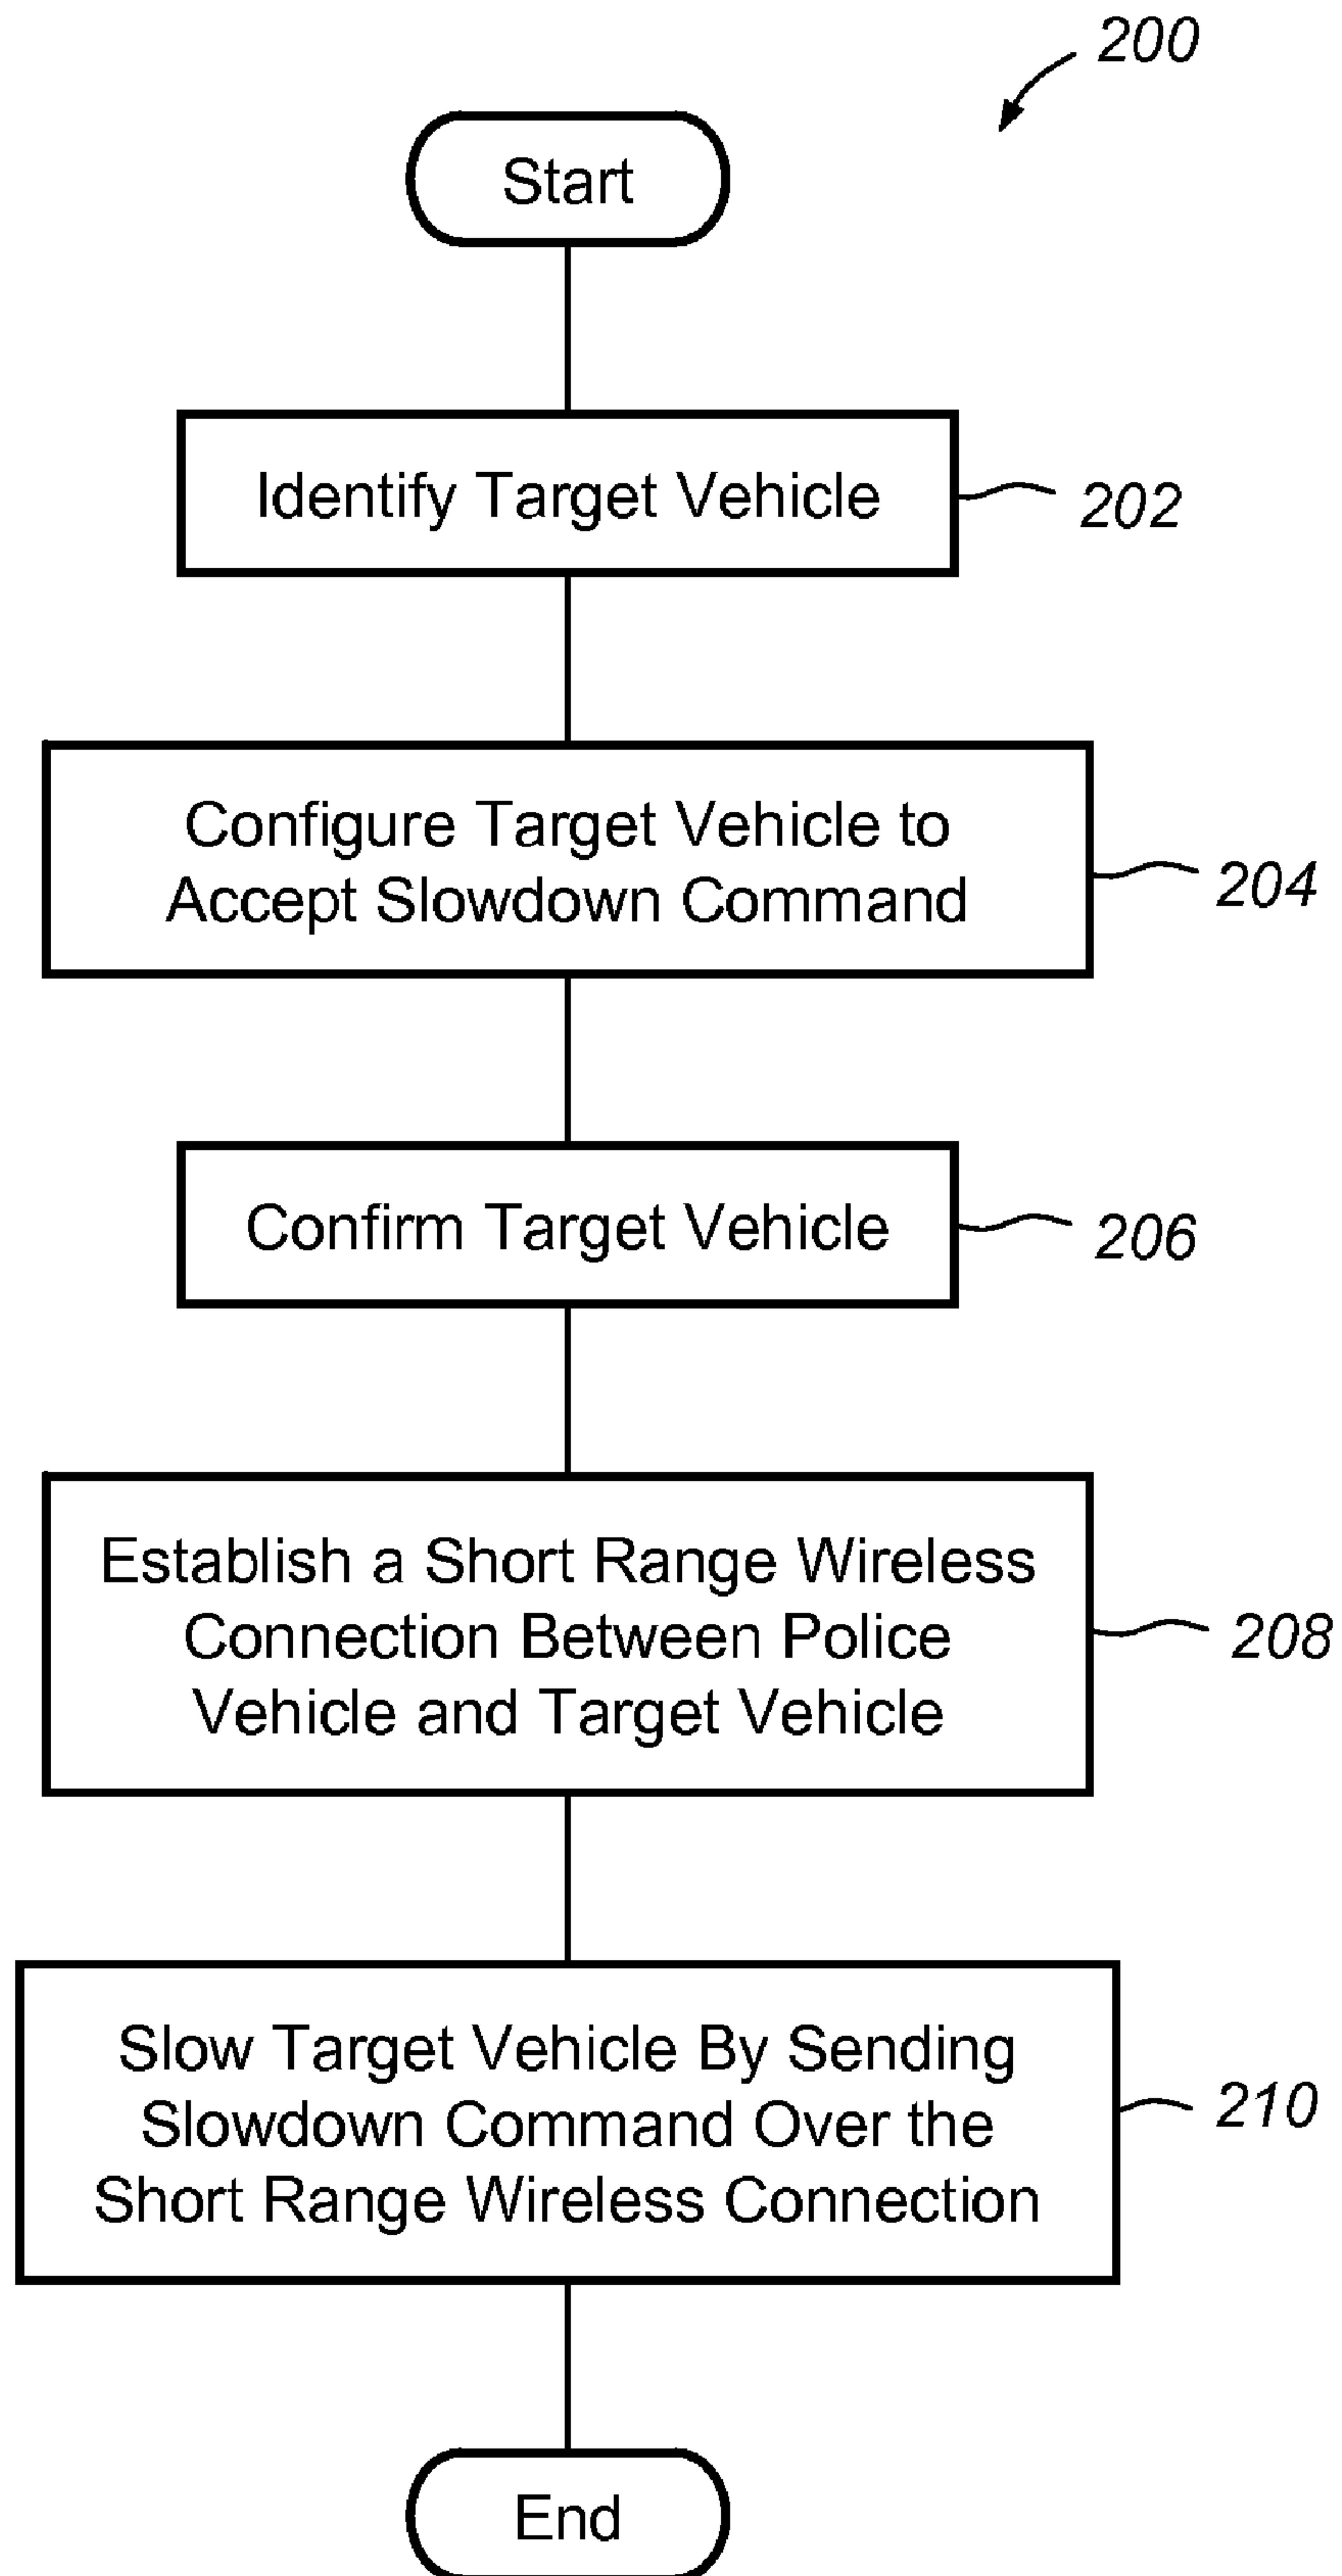 200
Start
Identify Target Vehicle
202
Configure Target Vehicle to
Accept Slowdown Command
204
Confirm Target Vehicle
206
Establish a Short Range Wireless
Connection Between Police
Vehicle and Target Vehicle
208
Slow Target Vehicle By Sending
Slowdown Command Over the
Short Range Wireless Connection
210
End